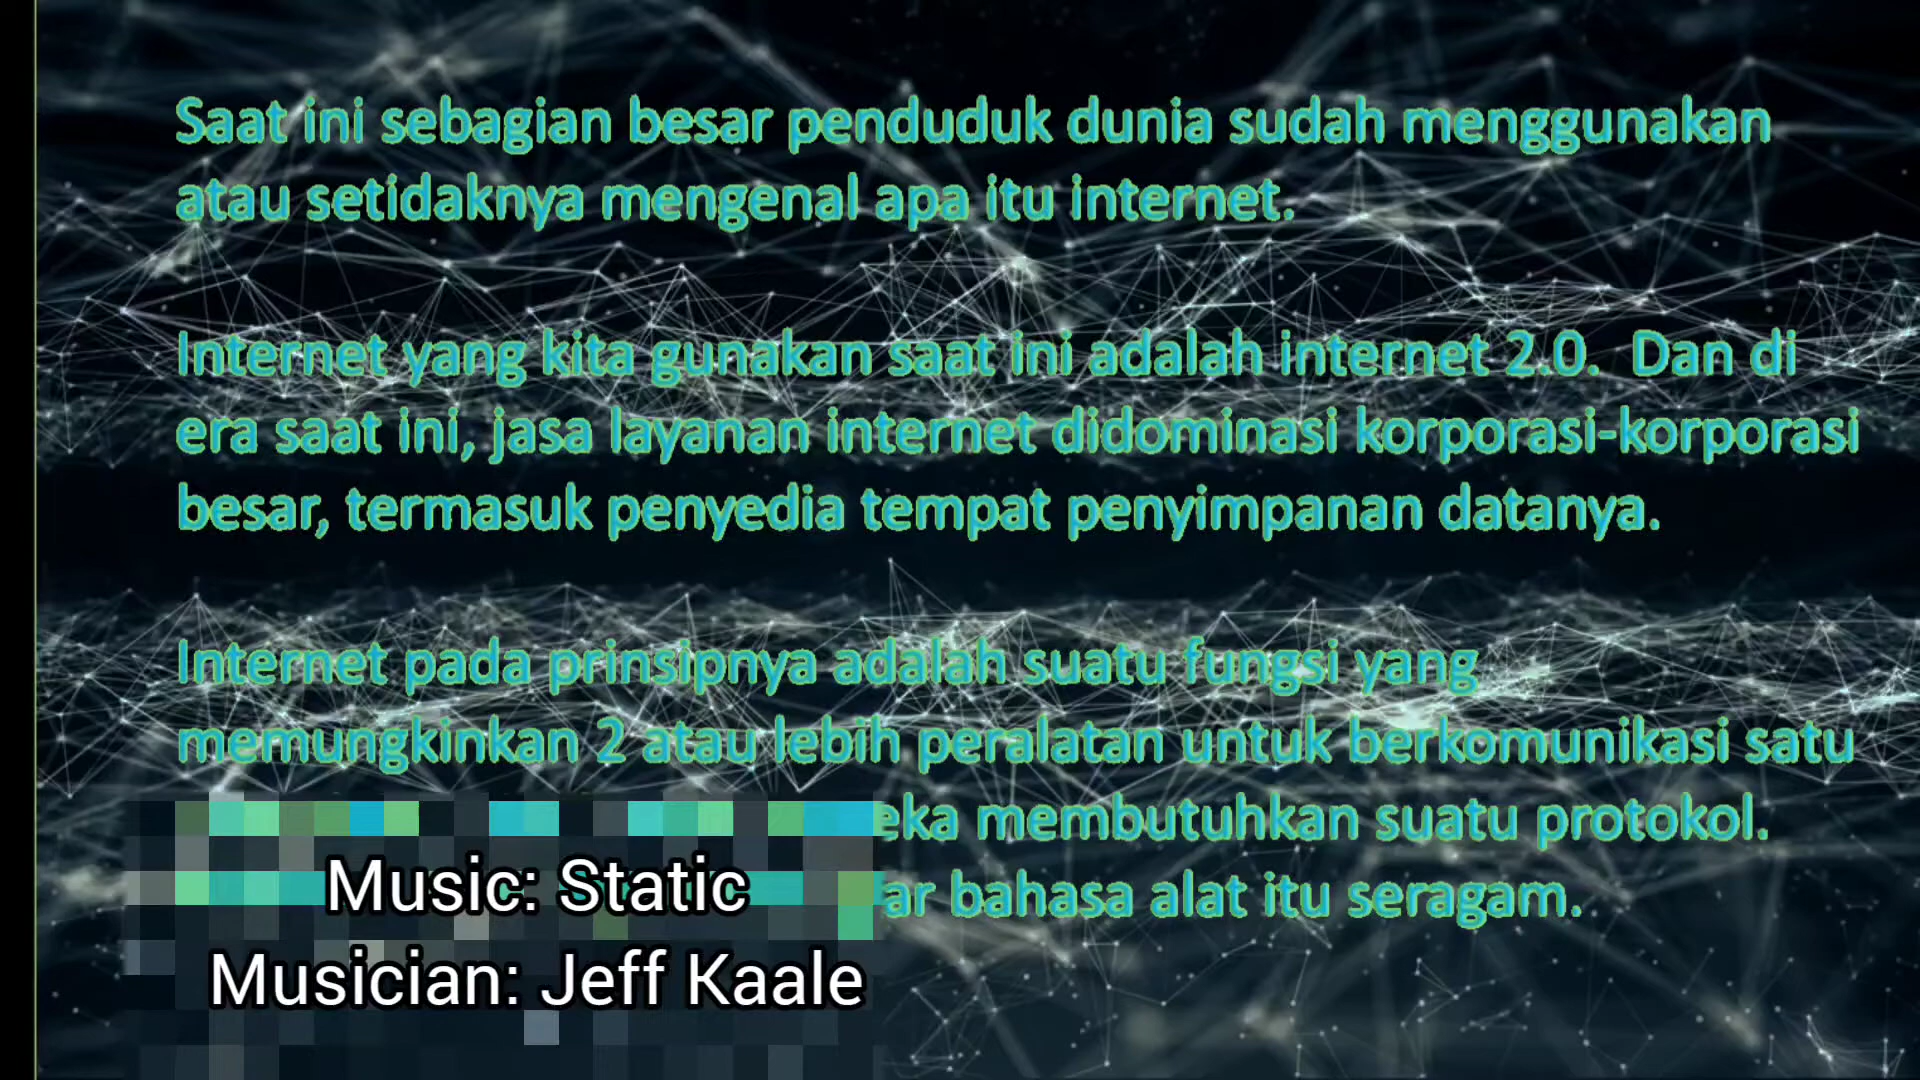 Saat ini sebagian besar penduduk dunia sudah menggunakan
atau setidaknya mengenal apa itu internet.
Internet yang kita gunakan saat ini adalah internet 2.0. Dan di
era saat ini, jasa layanan internet didominasi korporasi-korporasi
besar, termasuk penyedia tempat penyimpanan datanya.
Internet pada prinsipnya adalah suatu fungsi yang
memungkinkan 2 atau lebih peralatan untuk berkomunikasi satu
membutuhkan suatu protokol.
bahasa alat itu seragam.
Music: Static
Musician: Jeff Kaale